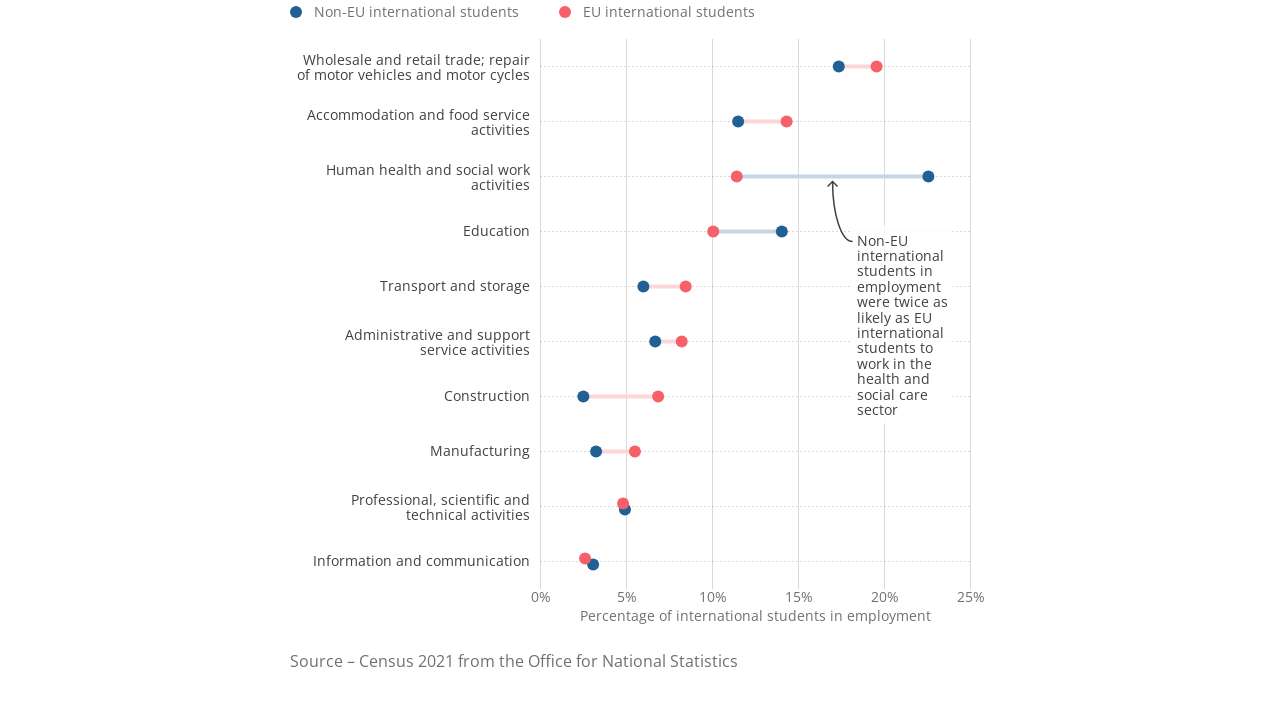 Non-EU international students
EU international students
Wholesale and retail trade; repair
of motor vehicles and motor cycles
Accommodation and food service
activities
Human health and social work
activities
Education
Non-EU
international
students in
employment
were twice as
likely as EU
international
students to
work in the
health and
social care
sector
Transport and storage
Administrative and support
service activities
Construction
Manufacturing
Professional, scientific and
technical activities
Information and communication
0%
5%
10%
15%
20%
25%
Percentage of international students in employment
Source – Census 2021 from the Office for National Statistics